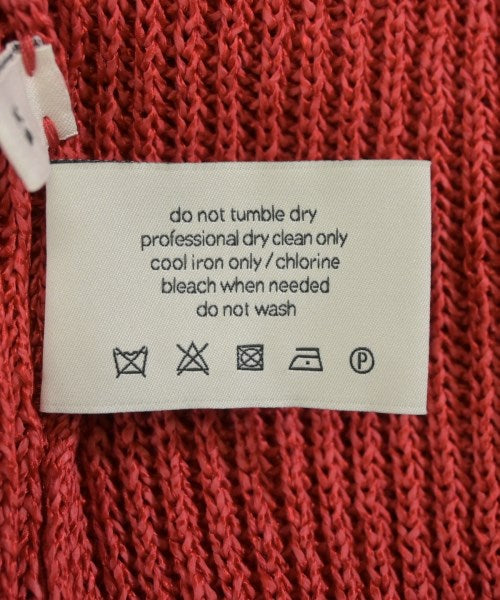 do not tumble dry
professional dry clean only
cool iron only / chlorine
bleach when needed
do not wash
P